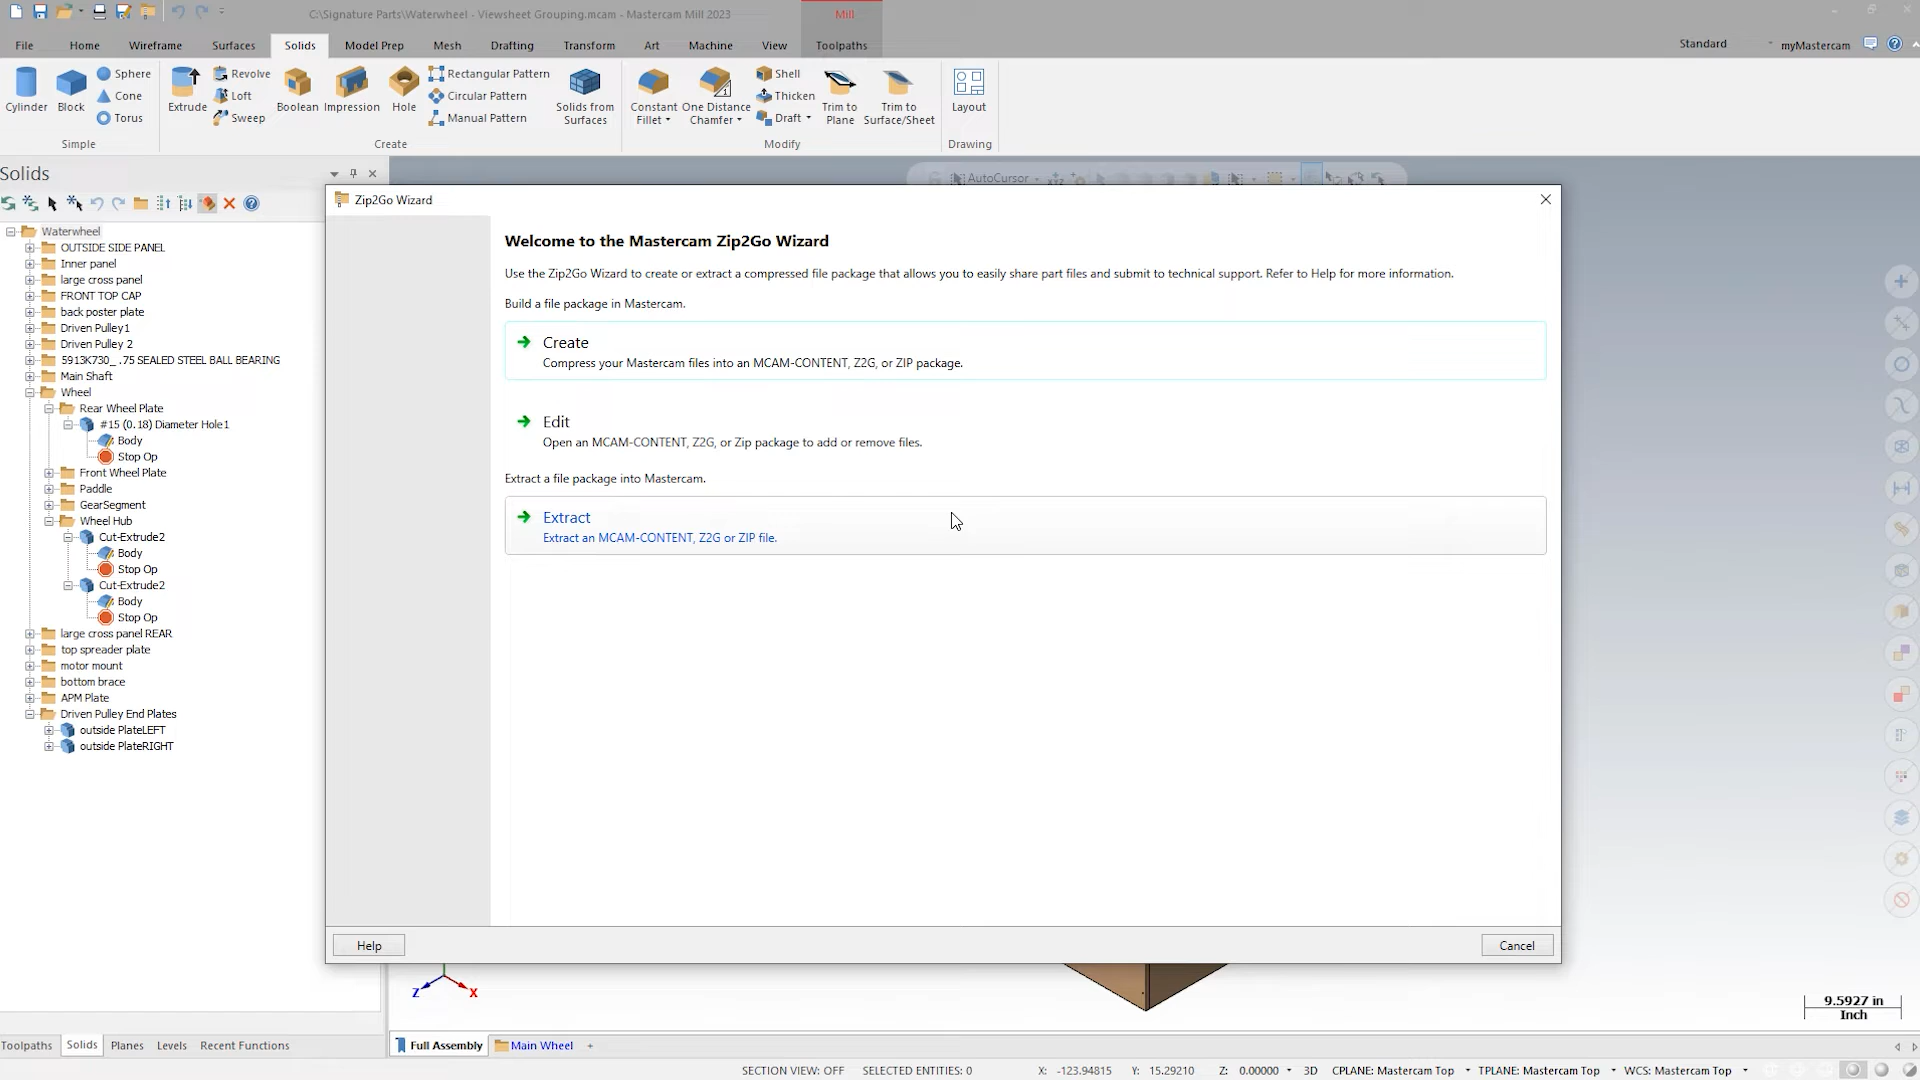 C:\Signature Parts\Waterwheel - Viewsheet Grouping.mcam - Mastercam Mill 2023
Mill
File Home Wireframe Surfaces Solids Model Prep Mesh Drafting Transform Art Machine View Toolpaths
Standard myMastercam
Cylinder Block Sphere Cone Torus
Simple
Extrude Revolve Loft Sweep Boolean Impression Hole Rectangular Pattern Circular Pattern Manual Pattern Solids from Surfaces
Create
Constant Fillet One Distance Chamfer Shell Thicken Draft Trim to Plane Trim to Surface/Sheet
Modify
Layout
Drawing
Solids
AutoCursor
Waterwheel
OUTSIDE SIDE PANEL
Inner panel
large cross panel
FRONT TOP CAP
back poster plate
Driven Pulley1
Driven Pulley 2
5913K730_ .75 SEALED STEEL BALL BEARING
Main Shaft
Wheel
Rear Wheel Plate
#15 (0.18) Diameter Hole1
Body
Stop Op
Front Wheel Plate
Paddle
GearSegment
Wheel Hub
Cut-Extrude2
Body
Stop Op
Cut-Extrude2
Body
Stop Op
large cross panel REAR
top spreader plate
motor mount
bottom brace
APM Plate
Driven Pulley End Plates
outside PlateLEFT
outside PlateRIGHT
Zip2Go Wizard
Welcome to the Mastercam Zip2Go Wizard
Use the Zip2Go Wizard to create or extract a compressed file package that allows you to easily share part files and submit to technical support. Refer to Help for more information.
Build a file package in Mastercam.
Create
Compress your Mastercam files into an MCAM-CONTENT, Z2G, or ZIP package.
Edit
Open an MCAM-CONTENT, Z2G, or Zip package to add or remove files.
Extract a file package into Mastercam.
Extract
Extract an MCAM-CONTENT, Z2G or ZIP file.
Help Cancel
Z X
9.5927 in
Inch
Toolpaths Solids Planes Levels Recent Functions
Full Assembly Main Wheel +
SECTION VIEW: OFF SELECTED ENTITIES: 0 X: -123.94815 Y: 15.29210 Z: 0.00000 3D CPLANE: Mastercam Top TPLANE: Mastercam Top WCS: Mastercam Top